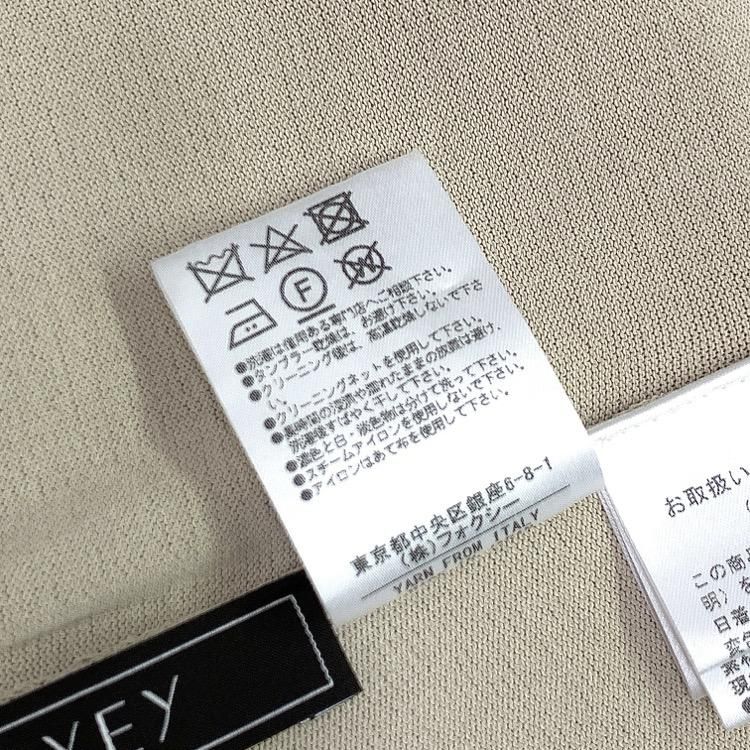 F
W
●洗濯は信用ある専門店へご相談下さい。
●タンブラー乾燥は、お避け下さい。
●クリーニング後は、高温乾燥しないで下さい。
●クリーニングネットを使用して下さい。
●長時間の浸漬や濡れたままの放置は避け、
洗濯後すばやく干して下さい。
●濃色と白・淡色物は分けて洗って下さい。
●スチームアイロンを使用しないで下さい。
●アイロンはあて布を使用して下さい。
東京都中央区銀座6-8-1
(株)フォクシー
YARN FROM ITALY
お取扱い
この商
明)を
日着
現
XEY